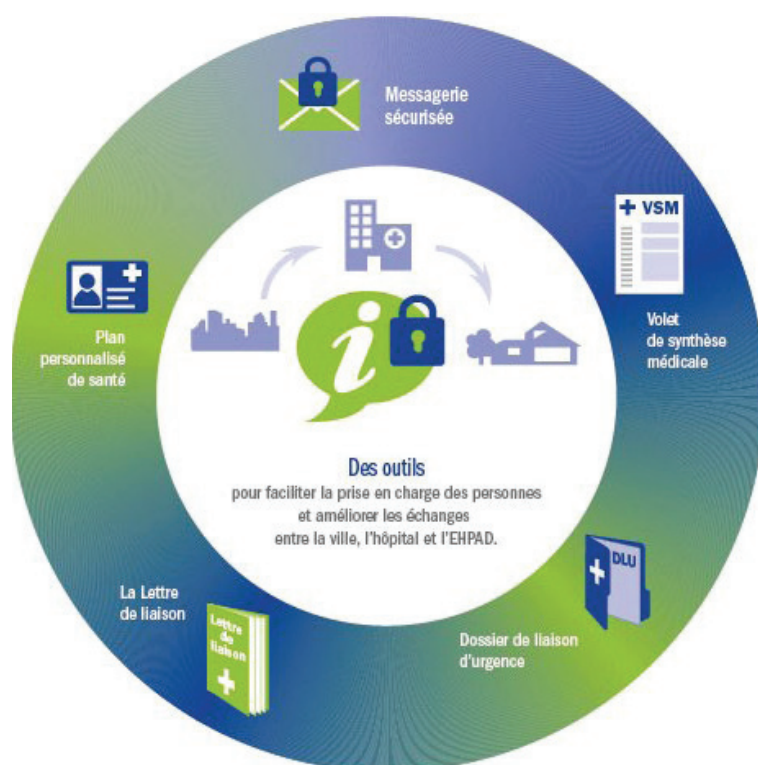 Messagerie
sécurisée
VSM
Volet
de synthèse
médicale
Plan
personnalisé
de santé
i
Des outils
pour faciliter la prise en charge des personnes
et améliorer les échanges
entre la ville, l'hôpital et l'EHPAD.
DLU
Dossier de liaison
d'urgence
La Lettre
de liaison
Lettre
de
liaison